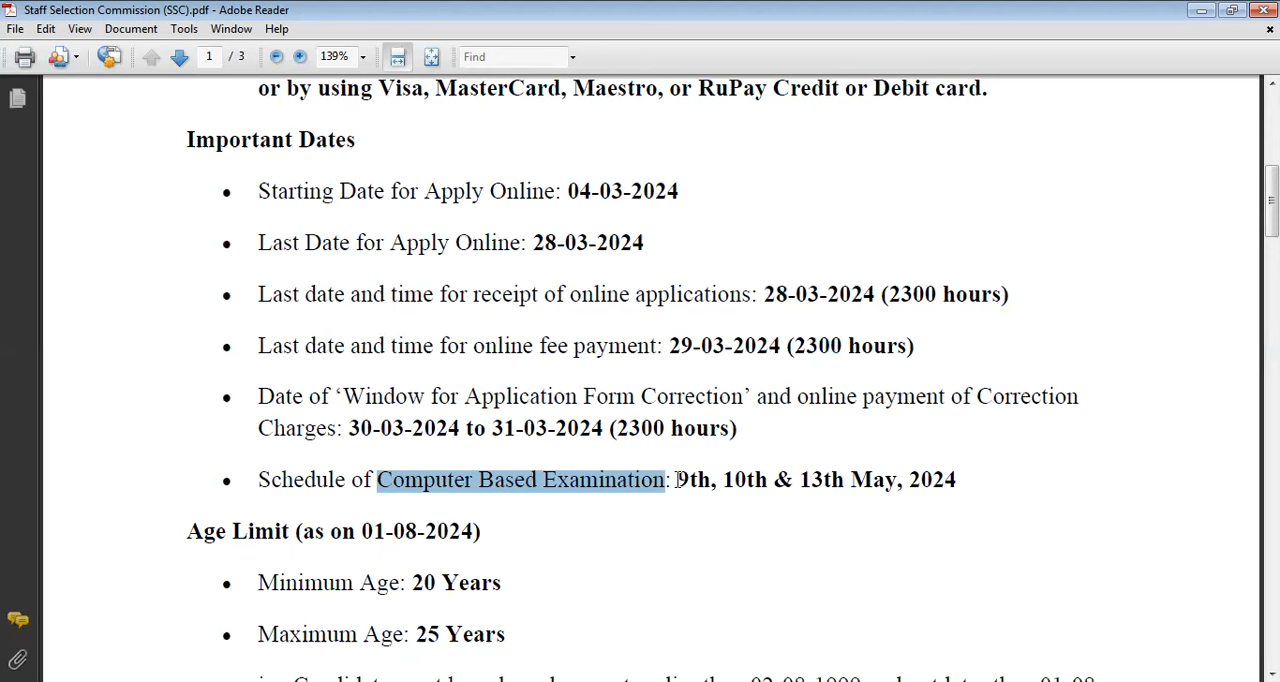 Staff Selection Commission (SSC).pdf - Adobe Reader
File Edit View Document Tools Window Help
1 / 3 139% Find
or by using Visa, MasterCard, Maestro, or RuPay Credit or Debit card.
Important Dates
• Starting Date for Apply Online: 04-03-2024
• Last Date for Apply Online: 28-03-2024
• Last date and time for receipt of online applications: 28-03-2024 (2300 hours)
• Last date and time for online fee payment: 29-03-2024 (2300 hours)
• Date of ‘Window for Application Form Correction’ and online payment of Correction
Charges: 30-03-2024 to 31-03-2024 (2300 hours)
• Schedule of Computer Based Examination: 9th, 10th & 13th May, 2024
Age Limit (as on 01-08-2024)
• Minimum Age: 20 Years
• Maximum Age: 25 Years